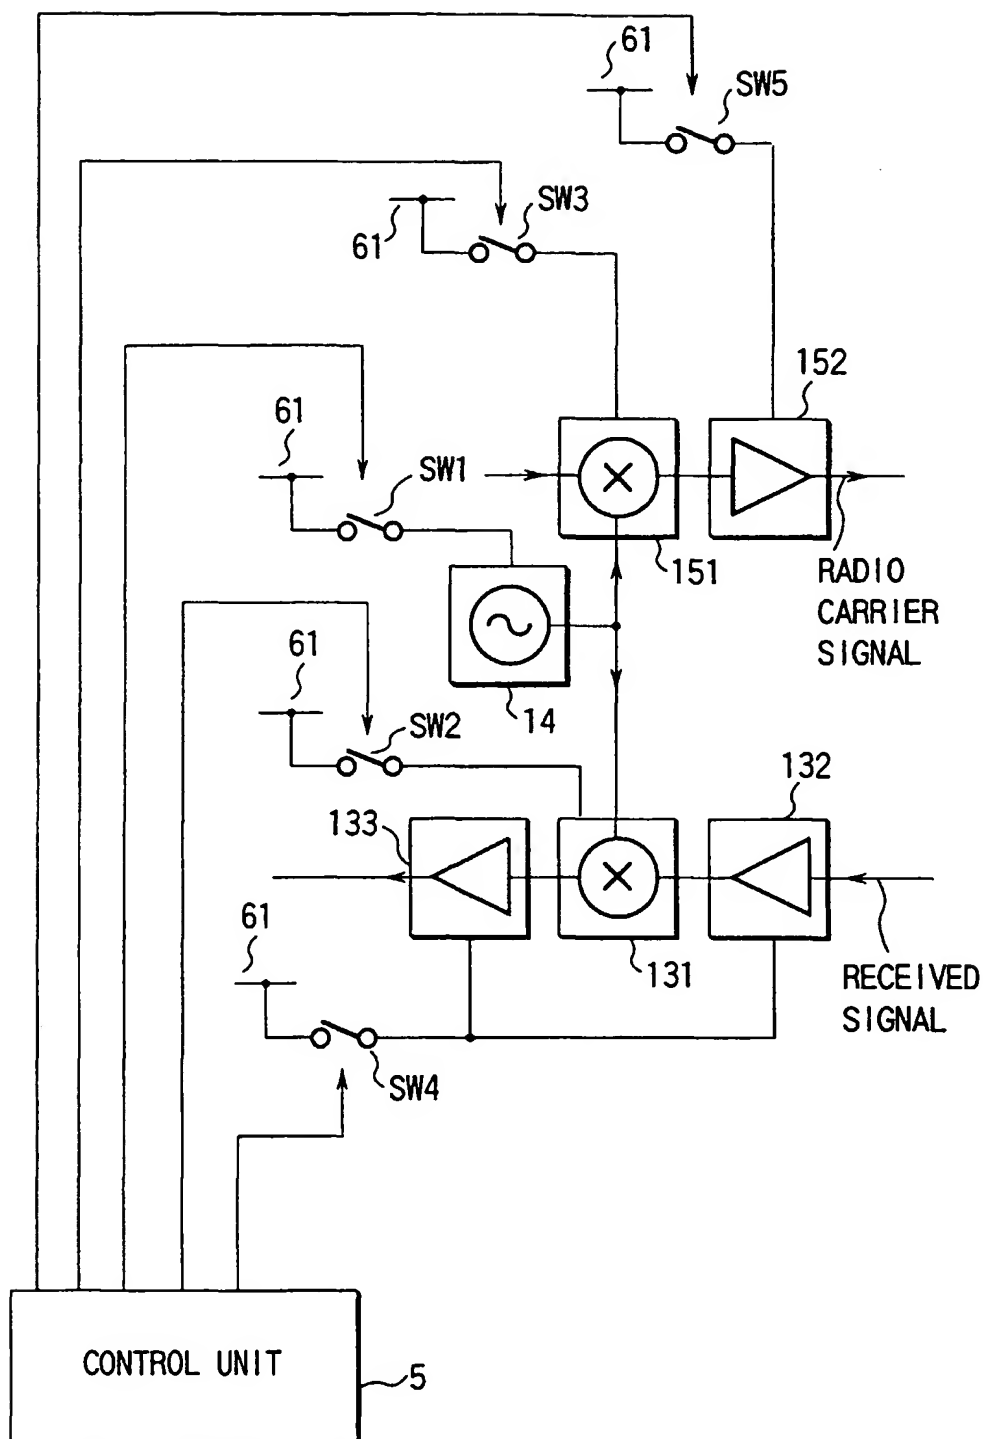 61
SW5
61
SW3
152
61
SW1
151
RADIO
CARRIER
SIGNAL
61
14
SW2
132
133
61
131
RECEIVED
SIGNAL
SW4
CONTROL UNIT
5